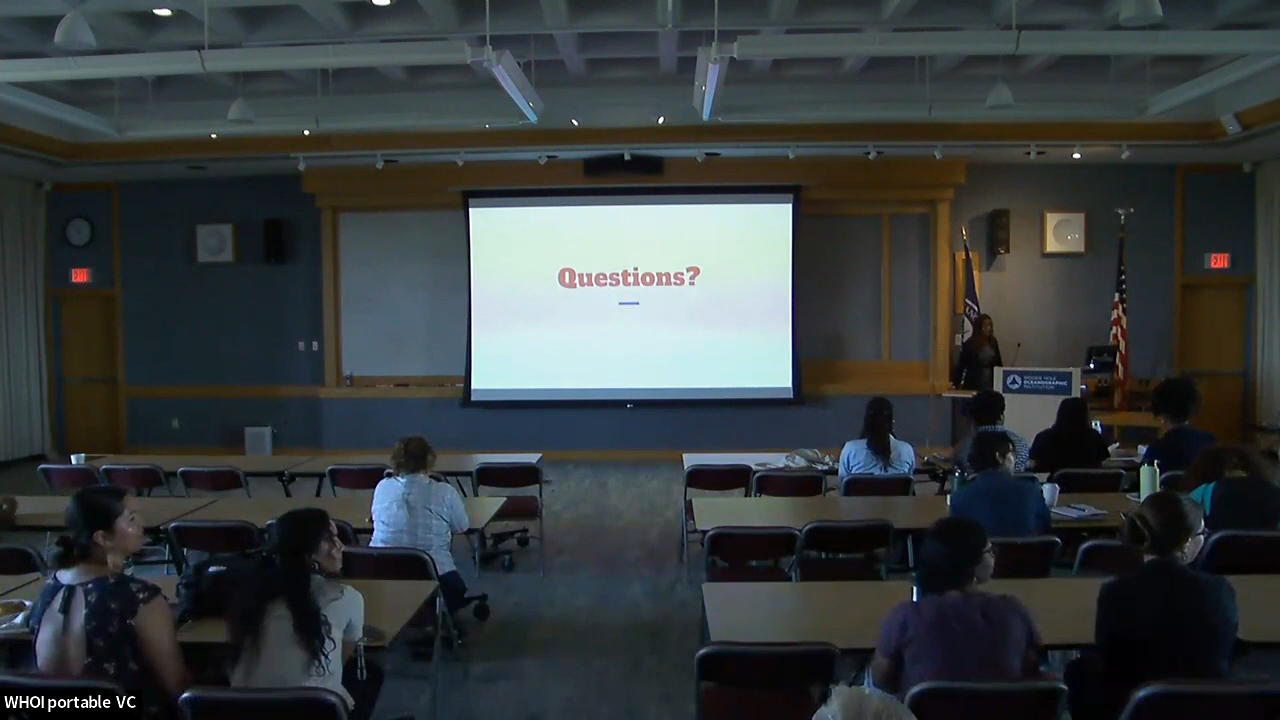 Questions?
EXIT
EXIT
WOODS HOLE
OCEANOGRAPHIC
INSTITUTION
WHOI portable VC